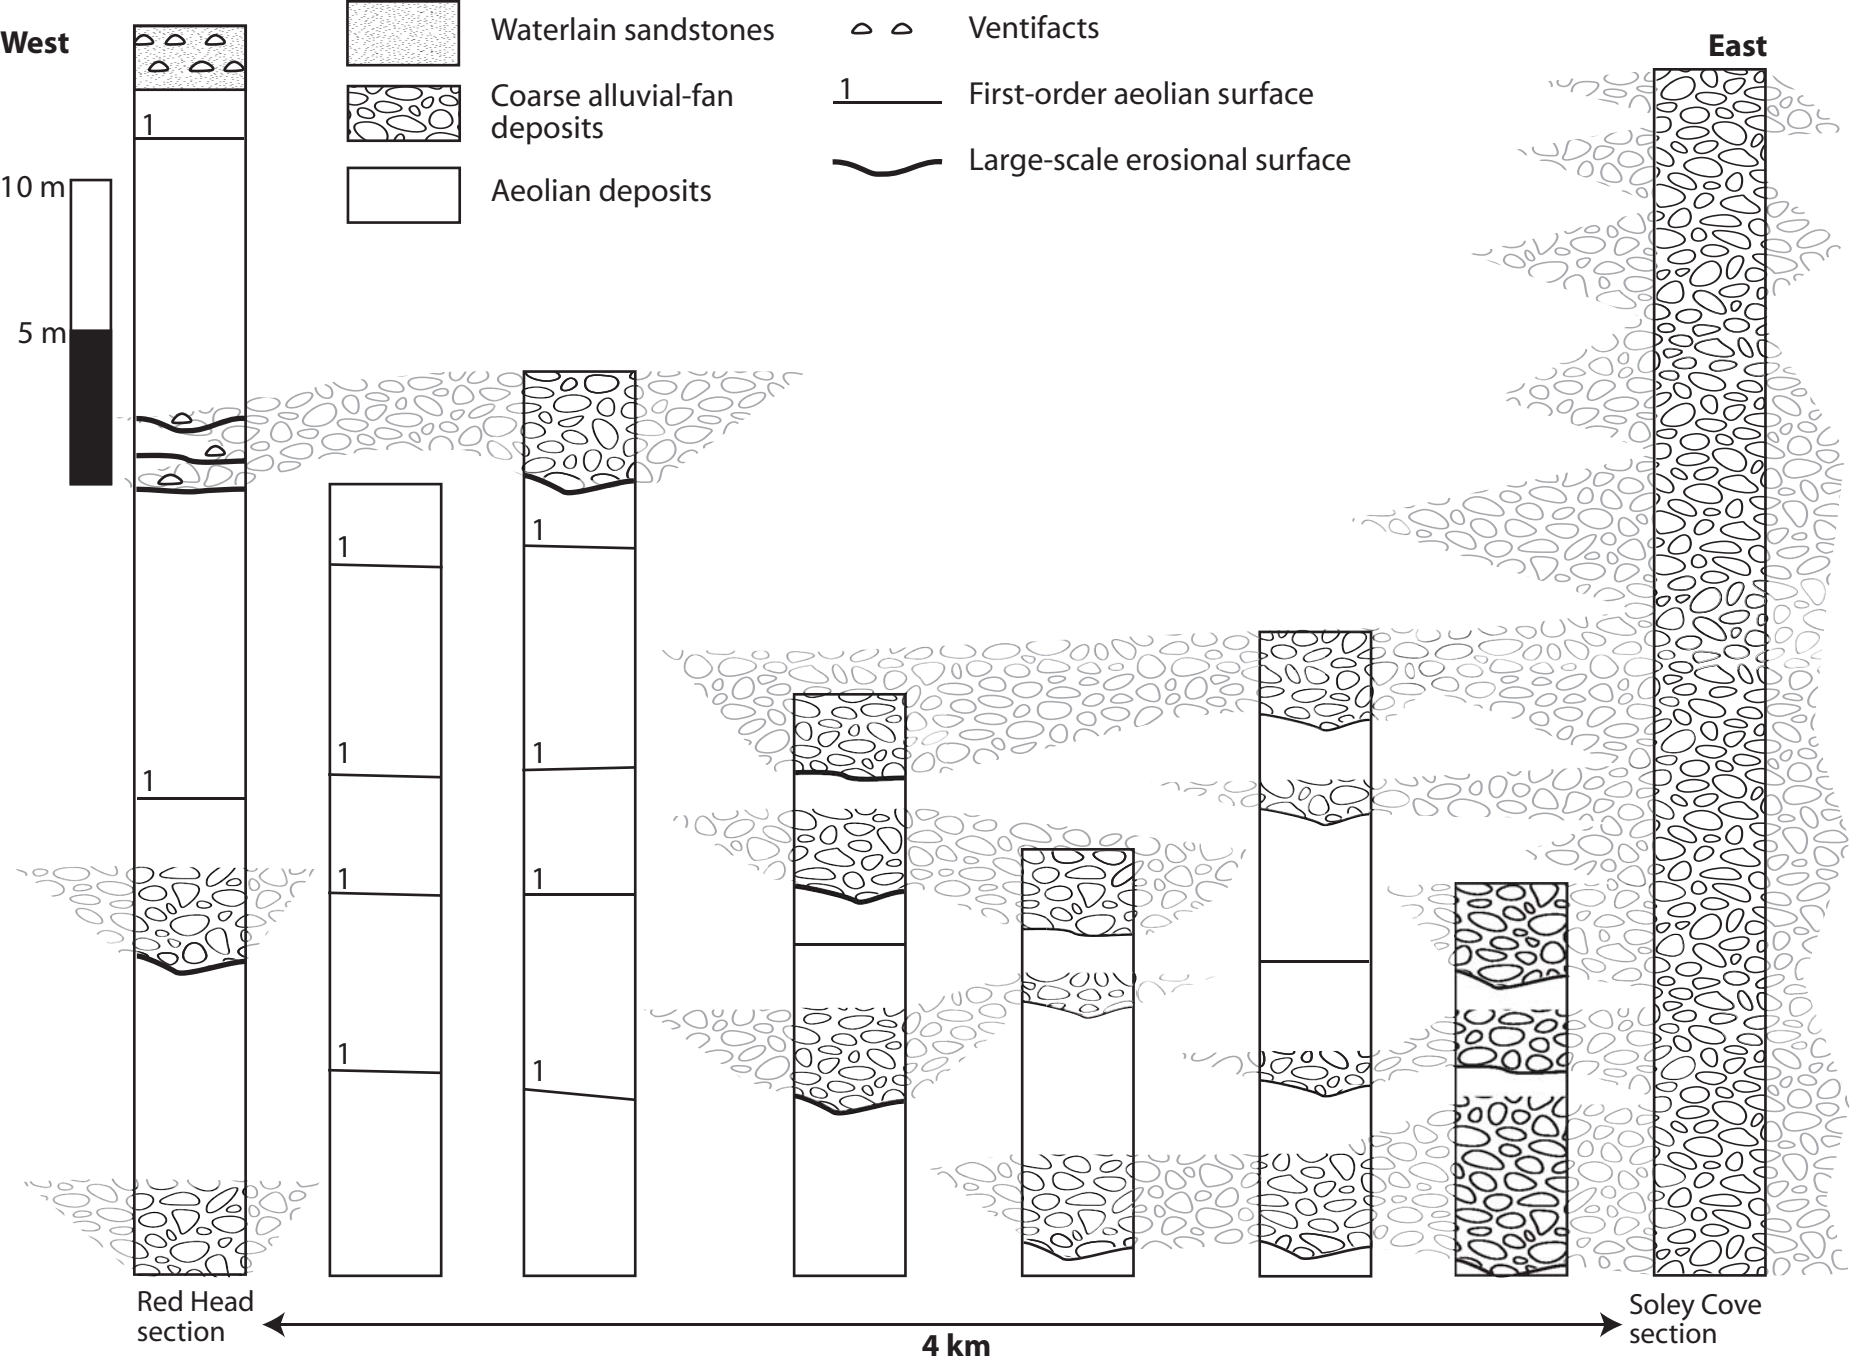 West
East
Waterlain sandstones
Coarse alluvial-fan
deposits
Aeolian deposits
Ventifacts
1
First-order aeolian surface
Large-scale erosional surface
10 m
5 m
1
1
1
1
1
1
1
1
1
1
Red Head
section
4 km
Soley Cove
section